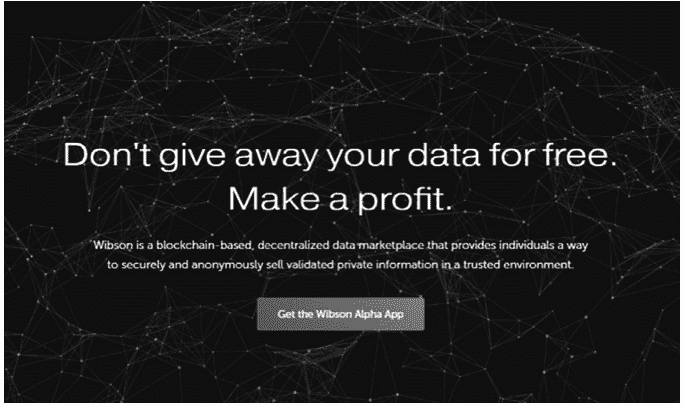 Don't give away your data for free.
Make a profit.
Wibson is a blockchain-based, decentralized data marketplace that provides individuals a way
to securely and anonymously sell validated private information in a trusted environment.
Get the Wibson Alpha App